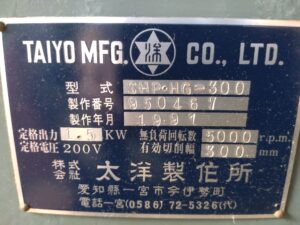 TAIYO MFG. CO., LTD.
型式 SHP・HG-300
製作番号 950467
製作年月 1991
定格出力 1.5 KW 無負荷回転数 5000 r.p.m.
定格電圧 200V 有効切削幅 300 mm
株式会社 太洋製作所
愛知縣一宮市今伊勢町
電話一宮(0586) 72-5326(代)